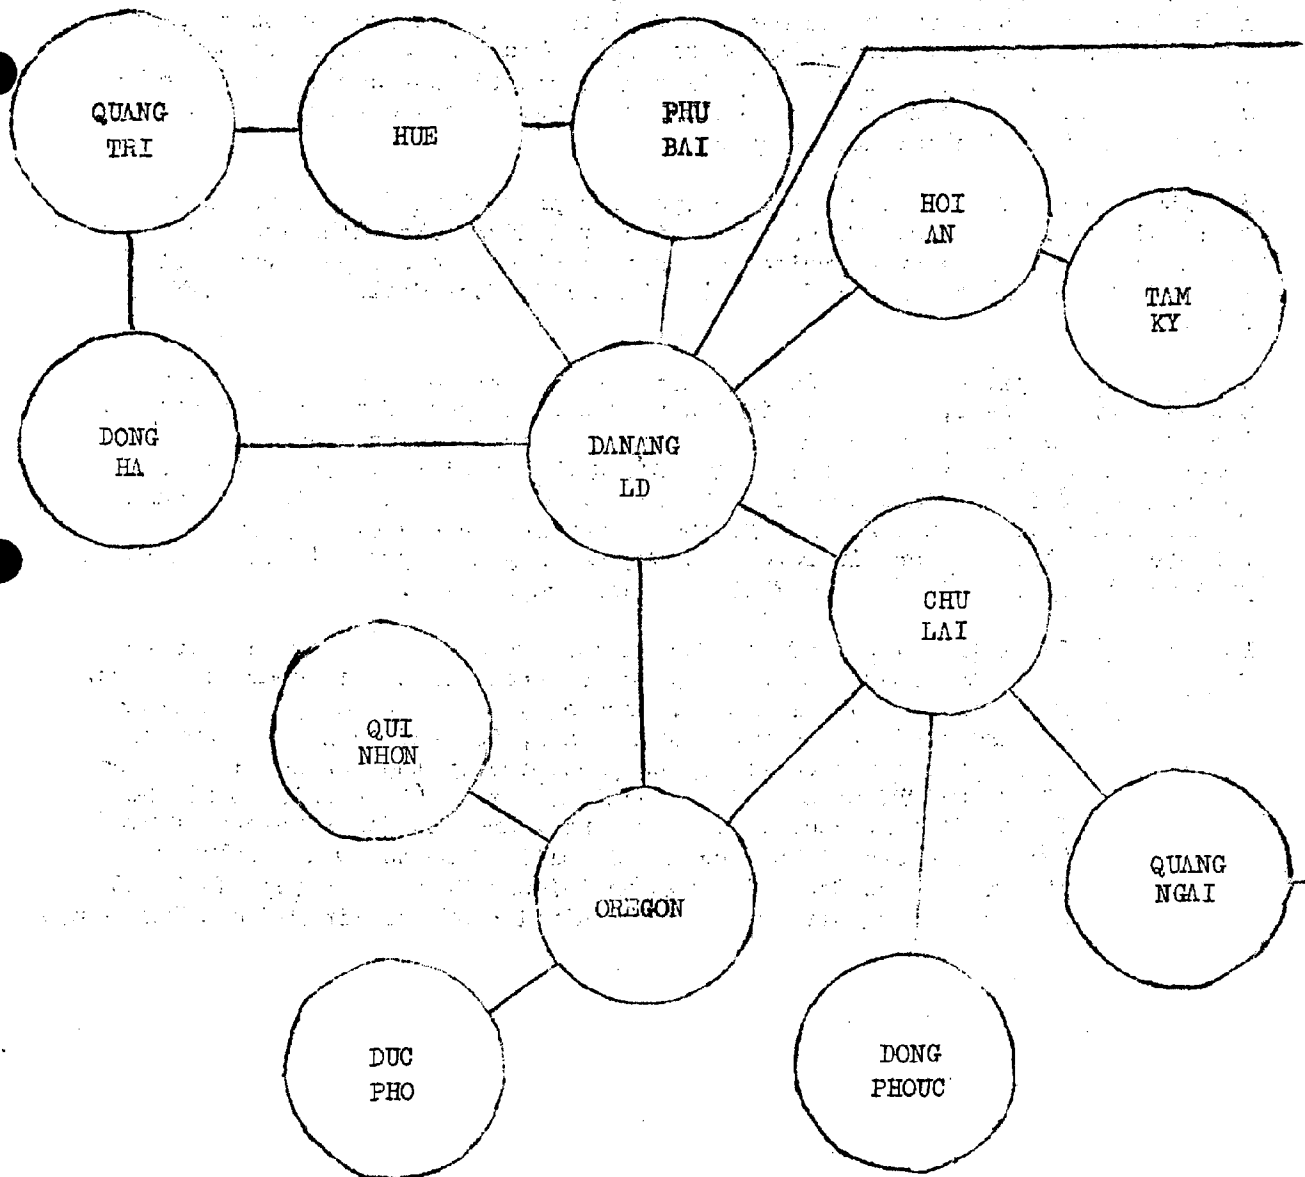 QUANG
TRI
HUE
PHU
BAI
HOI
AN
TAM
KY
DONG
HA
DANANG
LD
CHU
LAI
QUI
NHON
OREGON
QUANG
NGAI
DUC
PHO
DONG
PHOUC